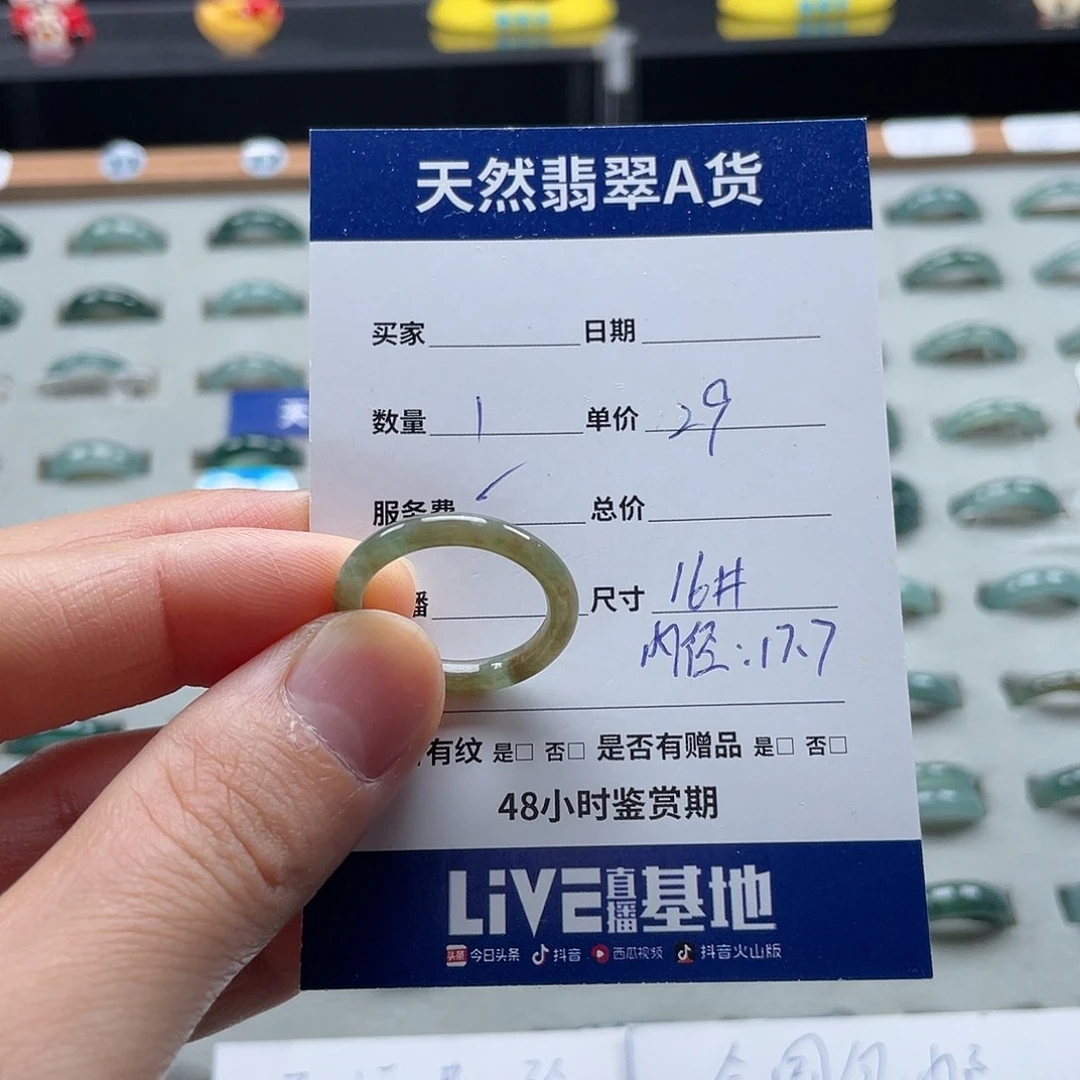 天然翡翠A货
买家 日期
数量 1 单价 29
服务费 总价
播 尺寸 16#
内径:17.7
有纹 是□ 否□ 是否有赠品 是□ 否□
48小时鉴赏期
LiVE直播基地
头条 今日头条 抖音 西瓜视频 抖音火山版